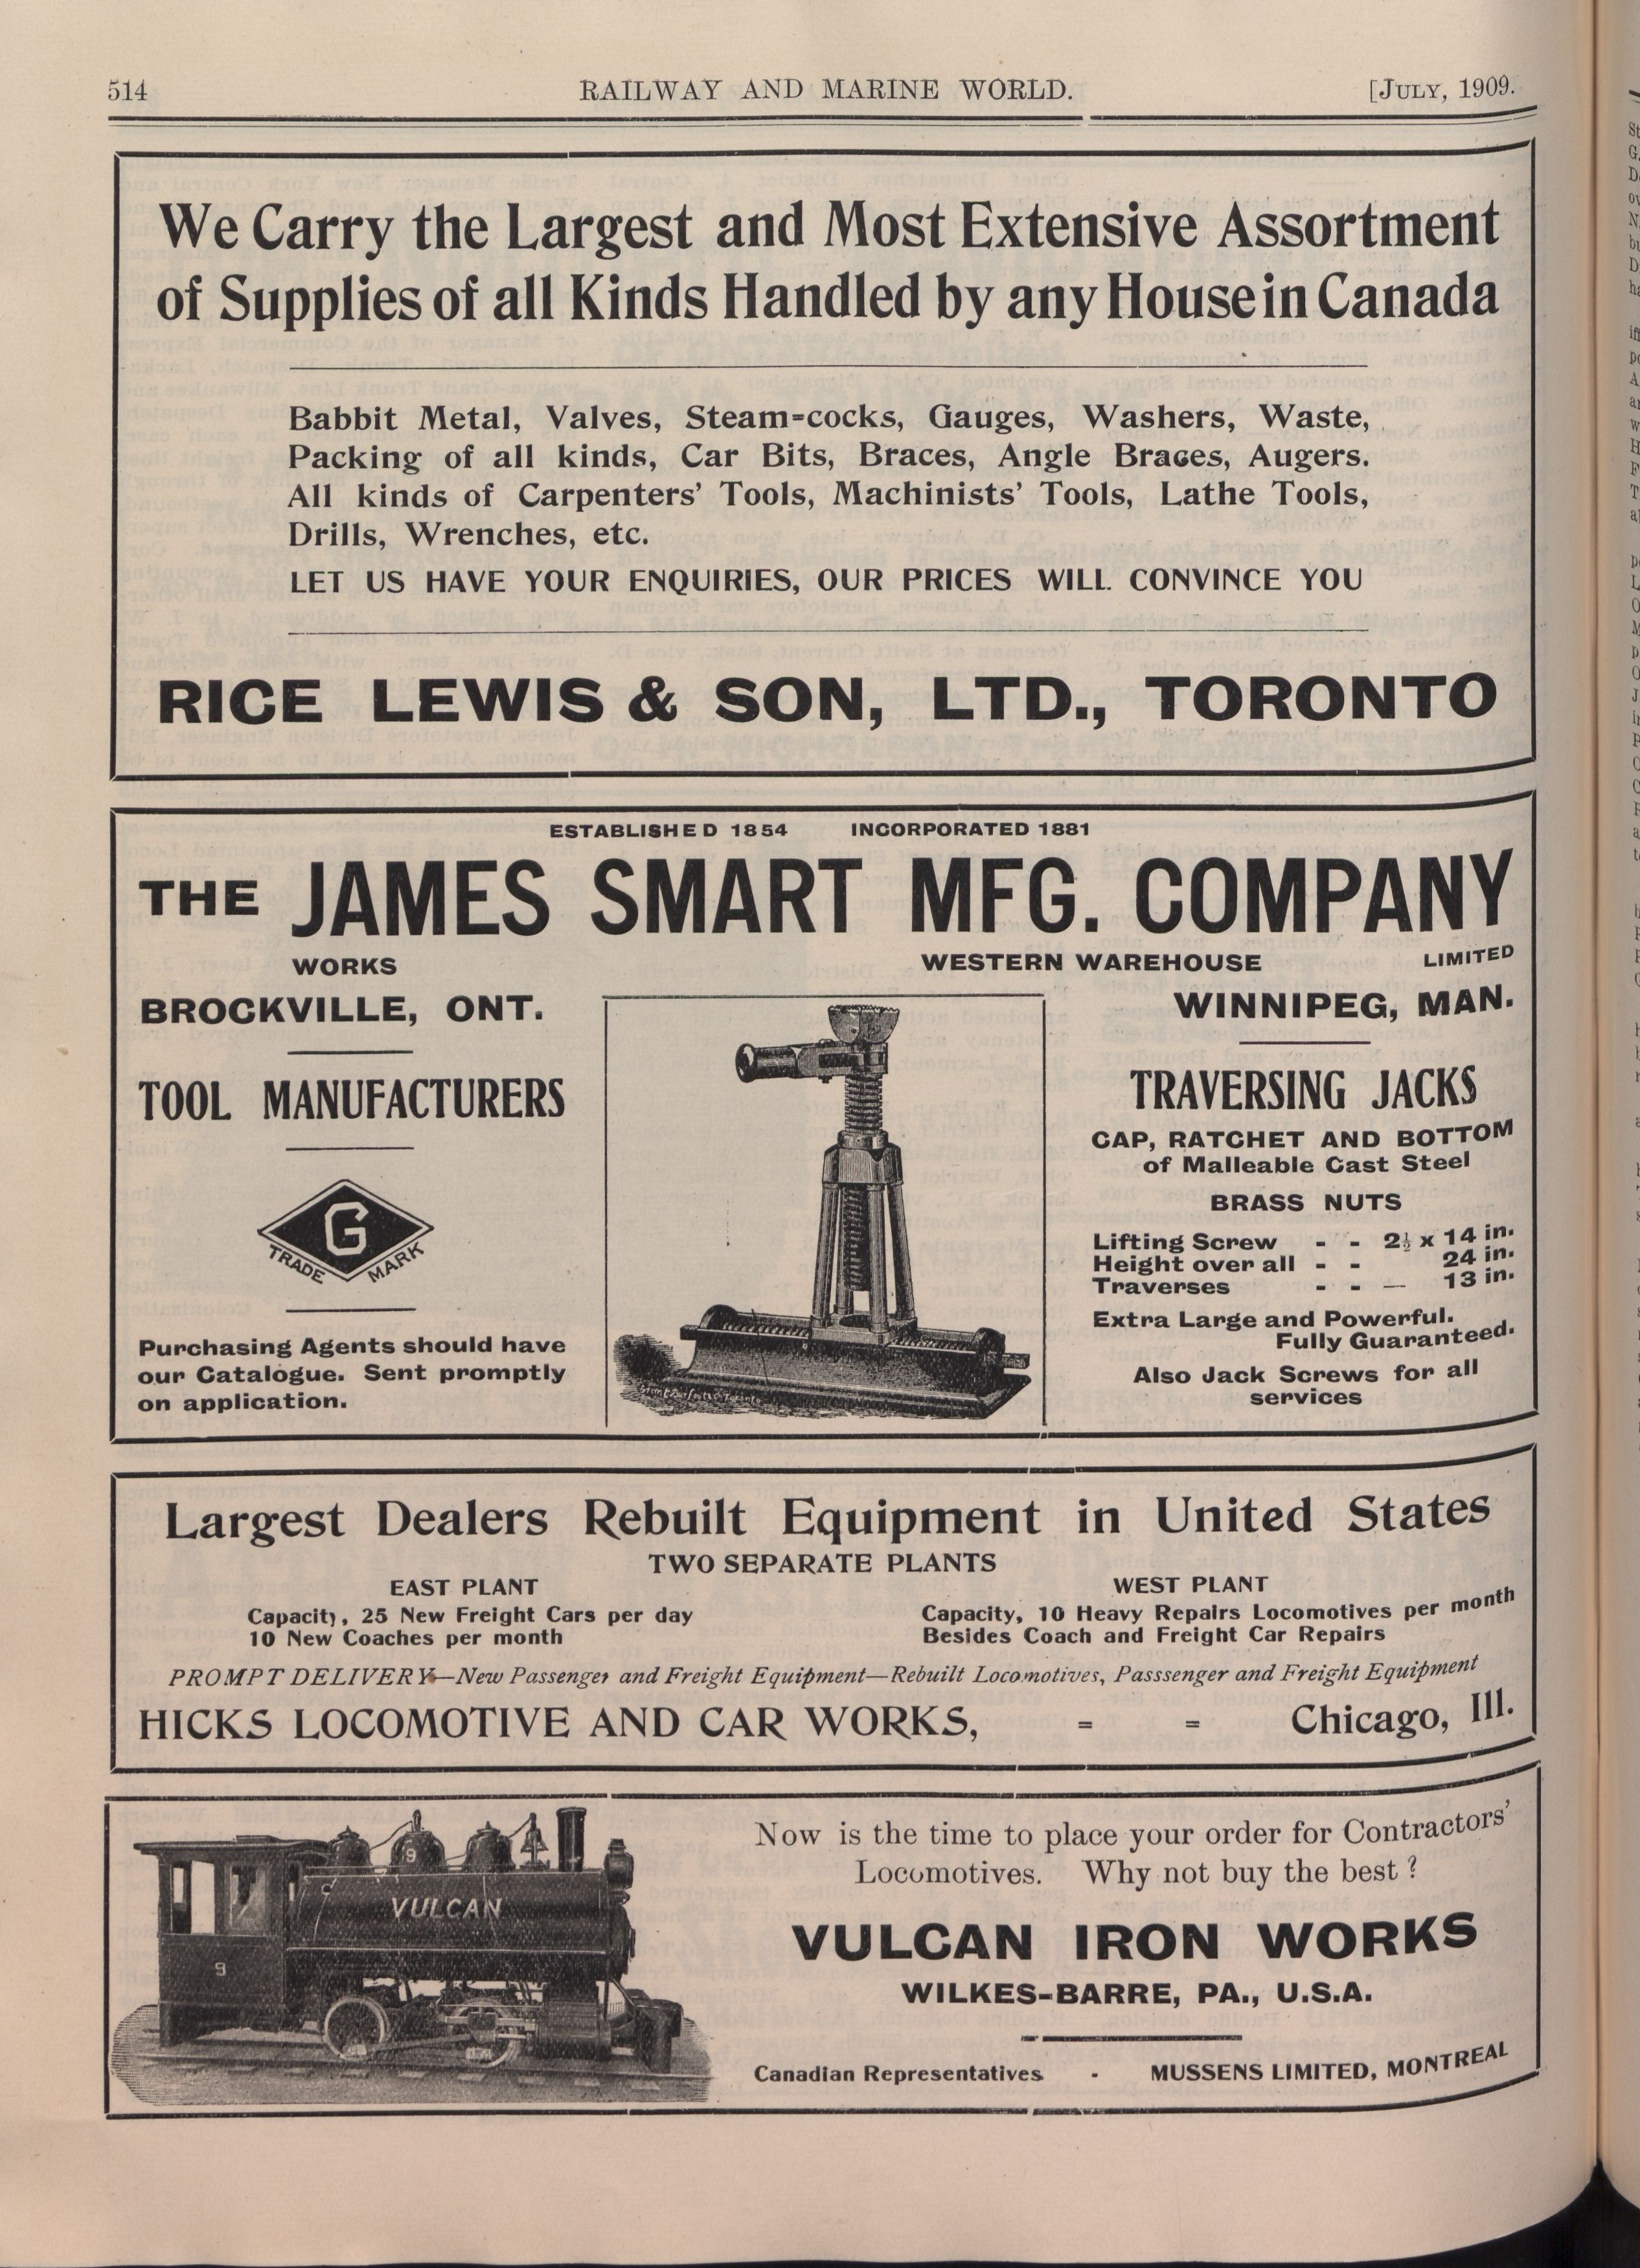 514 RAILWAY AND MARINE WORLD. [JULY, 1909.
We Carry the Largest and Most Extensive Assortment
of Supplies of all Kinds Handled by any House in Canada
Babbit Metal, Valves, Steam=cocks, Gauges, Washers, Waste,
Packing of all kinds, Car Bits, Braces, Angle Braces, Augers.
All kinds of Carpenters' Tools, Machinists' Tools, Lathe Tools,
Drills, Wrenches, etc.
LET US HAVE YOUR ENQUIRIES, OUR PRICES WILL CONVINCE YOU
RICE LEWIS & SON, LTD., TORONTO
ESTABLISHED 1854 INCORPORATED 1881
THE JAMES SMART MFG. COMPANY
LIMITED
WORKS
BROCKVILLE, ONT.
TOOL MANUFACTURERS
G
TRADE MARK
Purchasing Agents should have
our Catalogue. Sent promptly
on application.
WESTERN WAREHOUSE
WINNIPEG, MAN.
TRAVERSING JACKS
CAP, RATCHET AND BOTTOM
of Malleable Cast Steel
BRASS NUTS
Lifting Screw - - 2½ x 14 in.
Height over all - - 24 in.
Traverses - - — 13 in.
Extra Large and Powerful.
Fully Guaranteed.
Also Jack Screws for all
services
Largest Dealers Rebuilt Equipment in United States
TWO SEPARATE PLANTS
EAST PLANT
Capacity, 25 New Freight Cars per day
10 New Coaches per month
WEST PLANT
Capacity, 10 Heavy Repairs Locomotives per month
Besides Coach and Freight Car Repairs
PROMPT DELIVERY—New Passenger and Freight Equipment—Rebuilt Locomotives, Passsenger and Freight Equipment
HICKS LOCOMOTIVE AND CAR WORKS, = = Chicago, Ill.
9
VULCAN
9
Now is the time to place your order for Contractors'
Locomotives. Why not buy the best ?
VULCAN IRON WORKS
WILKES-BARRE, PA., U.S.A.
Canadian Representatives - MUSSENS LIMITED, MONTREAL